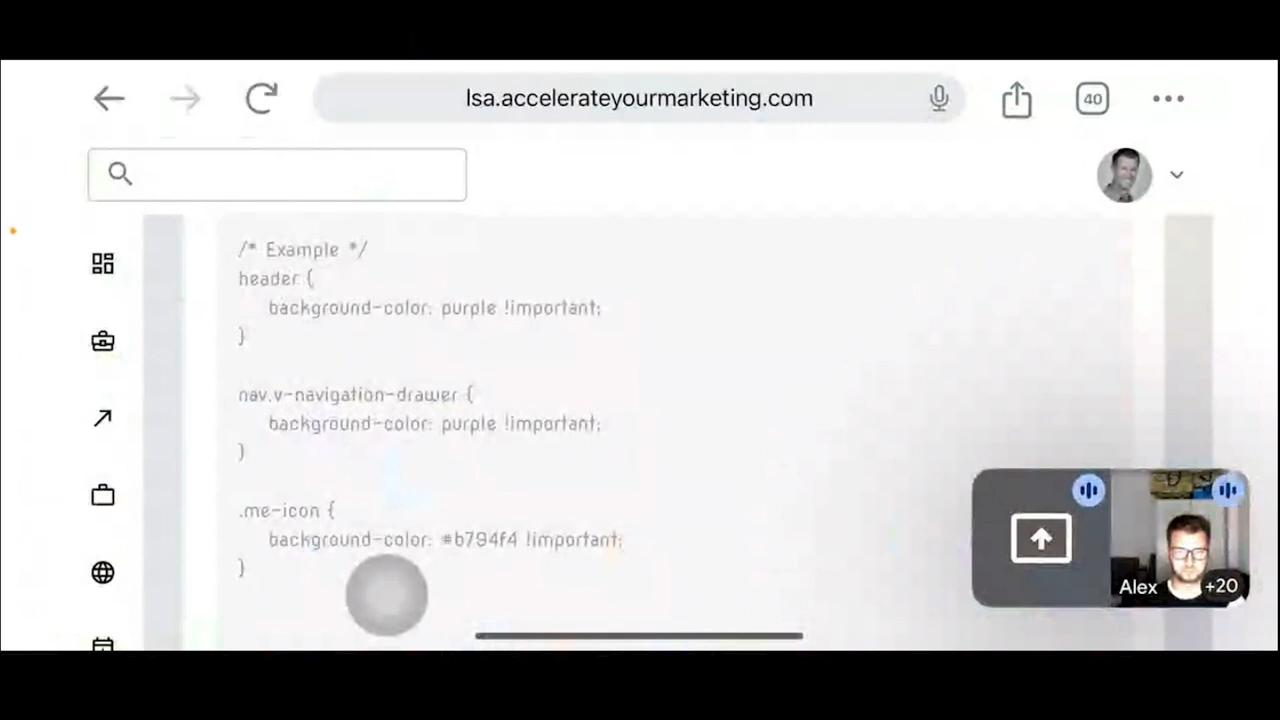 lsa.accelerateyourmarketing.com
40
/* Example */
header {
background-color: purple !important;
}
nav.v-navigation-drawer {
background-color: purple !important;
}
.me-icon {
background-color: #b794f4 !important;
}
Alex
+20